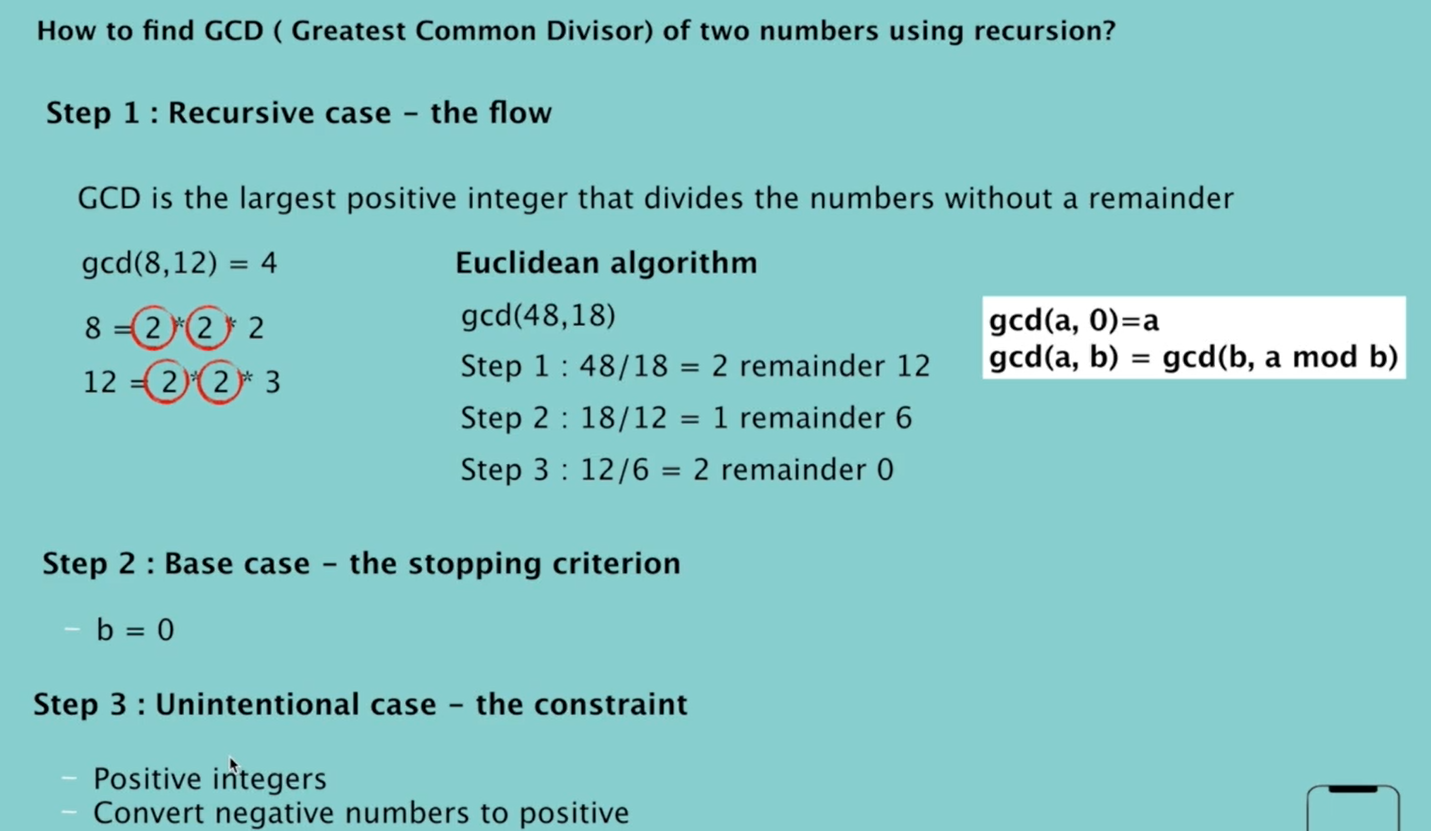 How to find GCD ( Greatest Common Divisor) of two numbers using recursion?
Step 1 : Recursive case – the flow
GCD is the largest positive integer that divides the numbers without a remainder
gcd(8,12) = 4
8 = 2 * 2 * 2
12 = 2 * 2 * 3
Euclidean algorithm
gcd(48,18)
Step 1 : 48/18 = 2 remainder 12
Step 2 : 18/12 = 1 remainder 6
Step 3 : 12/6 = 2 remainder 0
gcd(a, 0)=a
gcd(a, b) = gcd(b, a mod b)
Step 2 : Base case – the stopping criterion
– b = 0
Step 3 : Unintentional case – the constraint
– Positive integers
– Convert negative numbers to positive